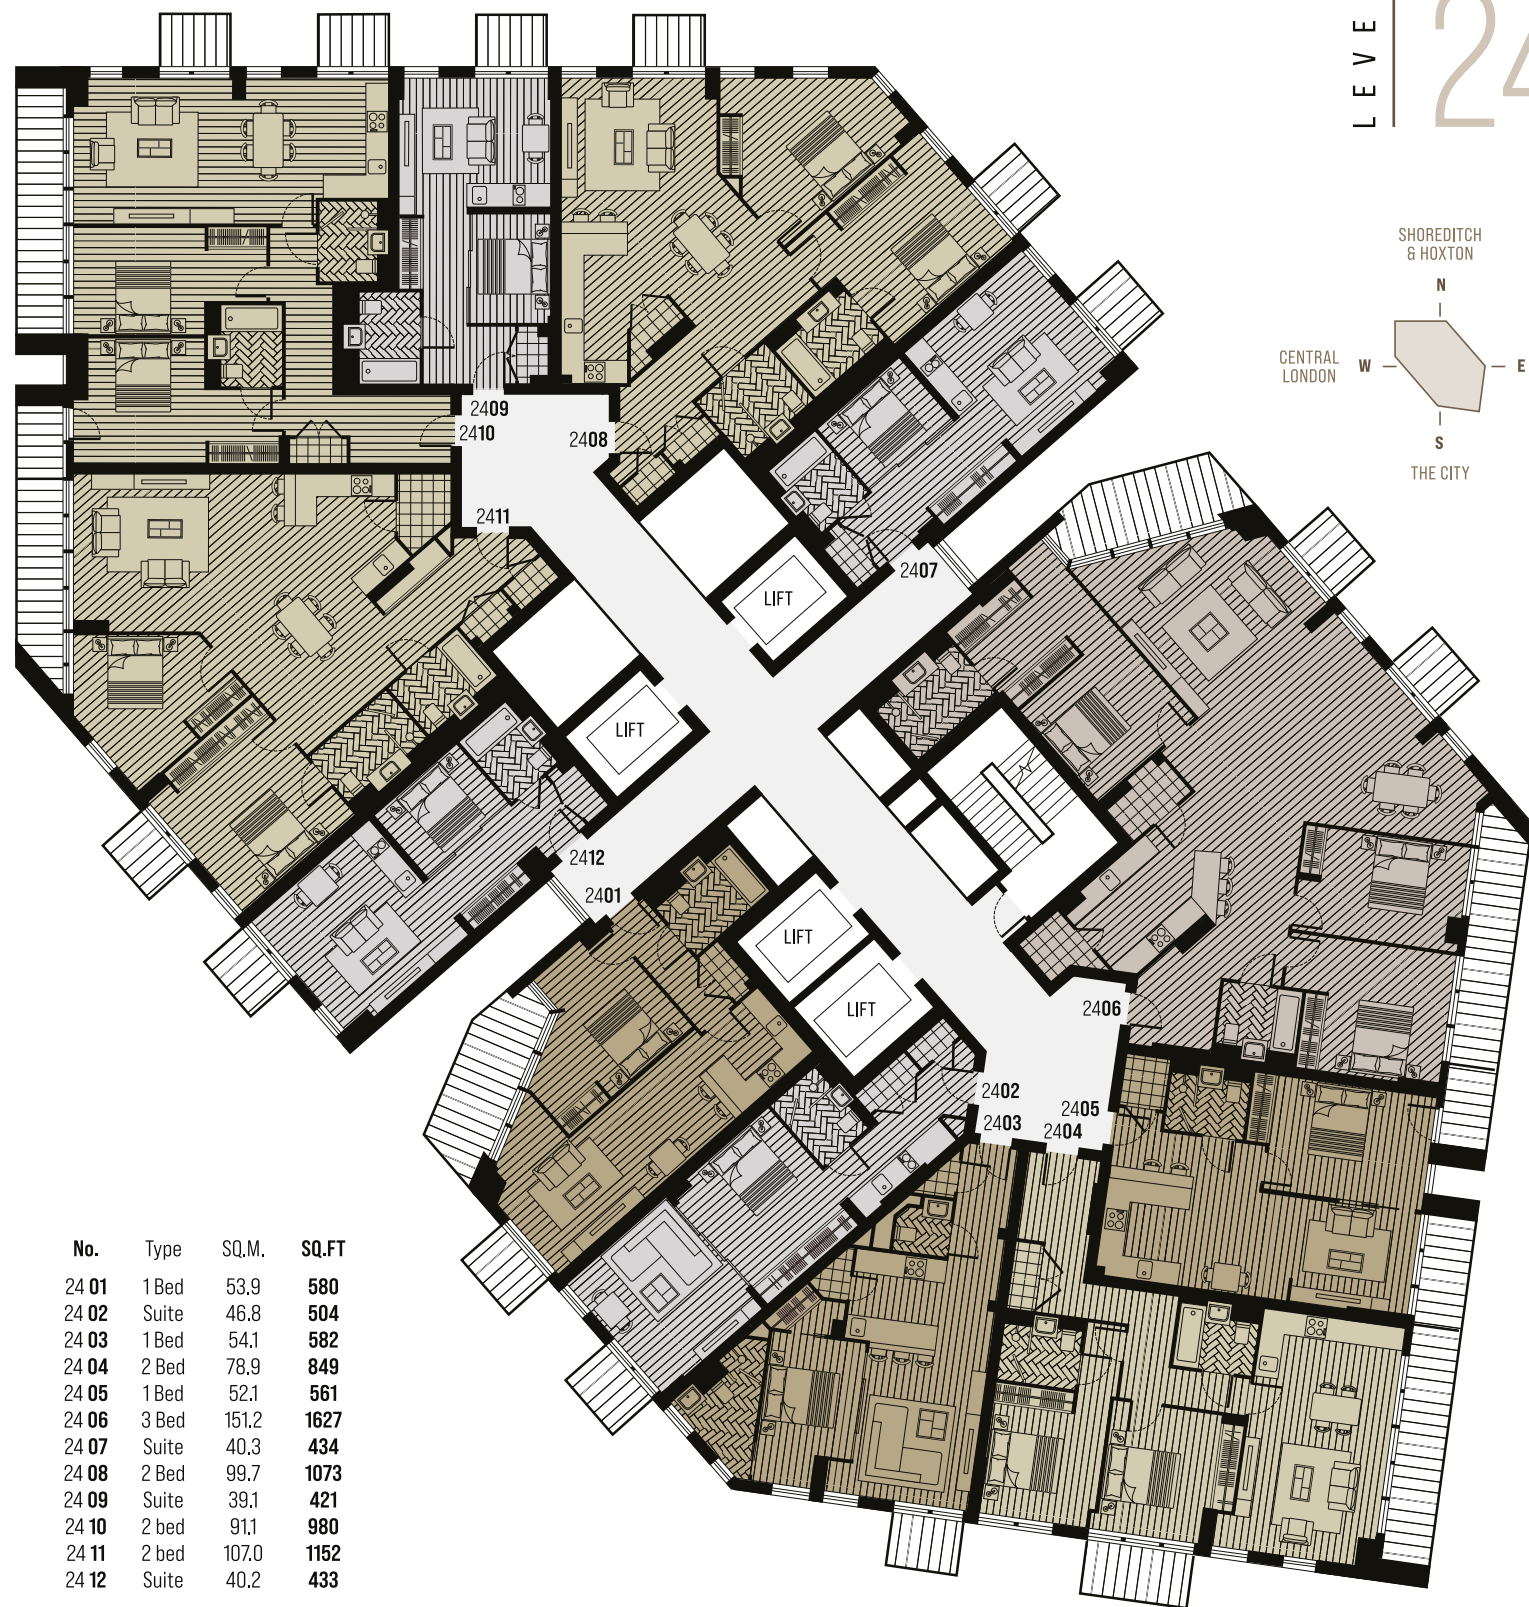 LEVE
24
SHOREDITCH
& HOXTON
N
CENTRAL
LONDON
W
E
S
THE CITY
2409
2410
2408
2411
2407
LIFT
LIFT
2412
2401
LIFT
LIFT
2406
2402
2405
2403
2404
No. Type SQ.M. SQ.FT
24 01 1 Bed 53.9 580
24 02 Suite 46.8 504
24 03 1 Bed 54.1 582
24 04 2 Bed 78.9 849
24 05 1 Bed 52.1 561
24 06 3 Bed 151.2 1627
24 07 Suite 40.3 434
24 08 2 Bed 99.7 1073
24 09 Suite 39.1 421
24 10 2 bed 91.1 980
24 11 2 bed 107.0 1152
24 12 Suite 40.2 433